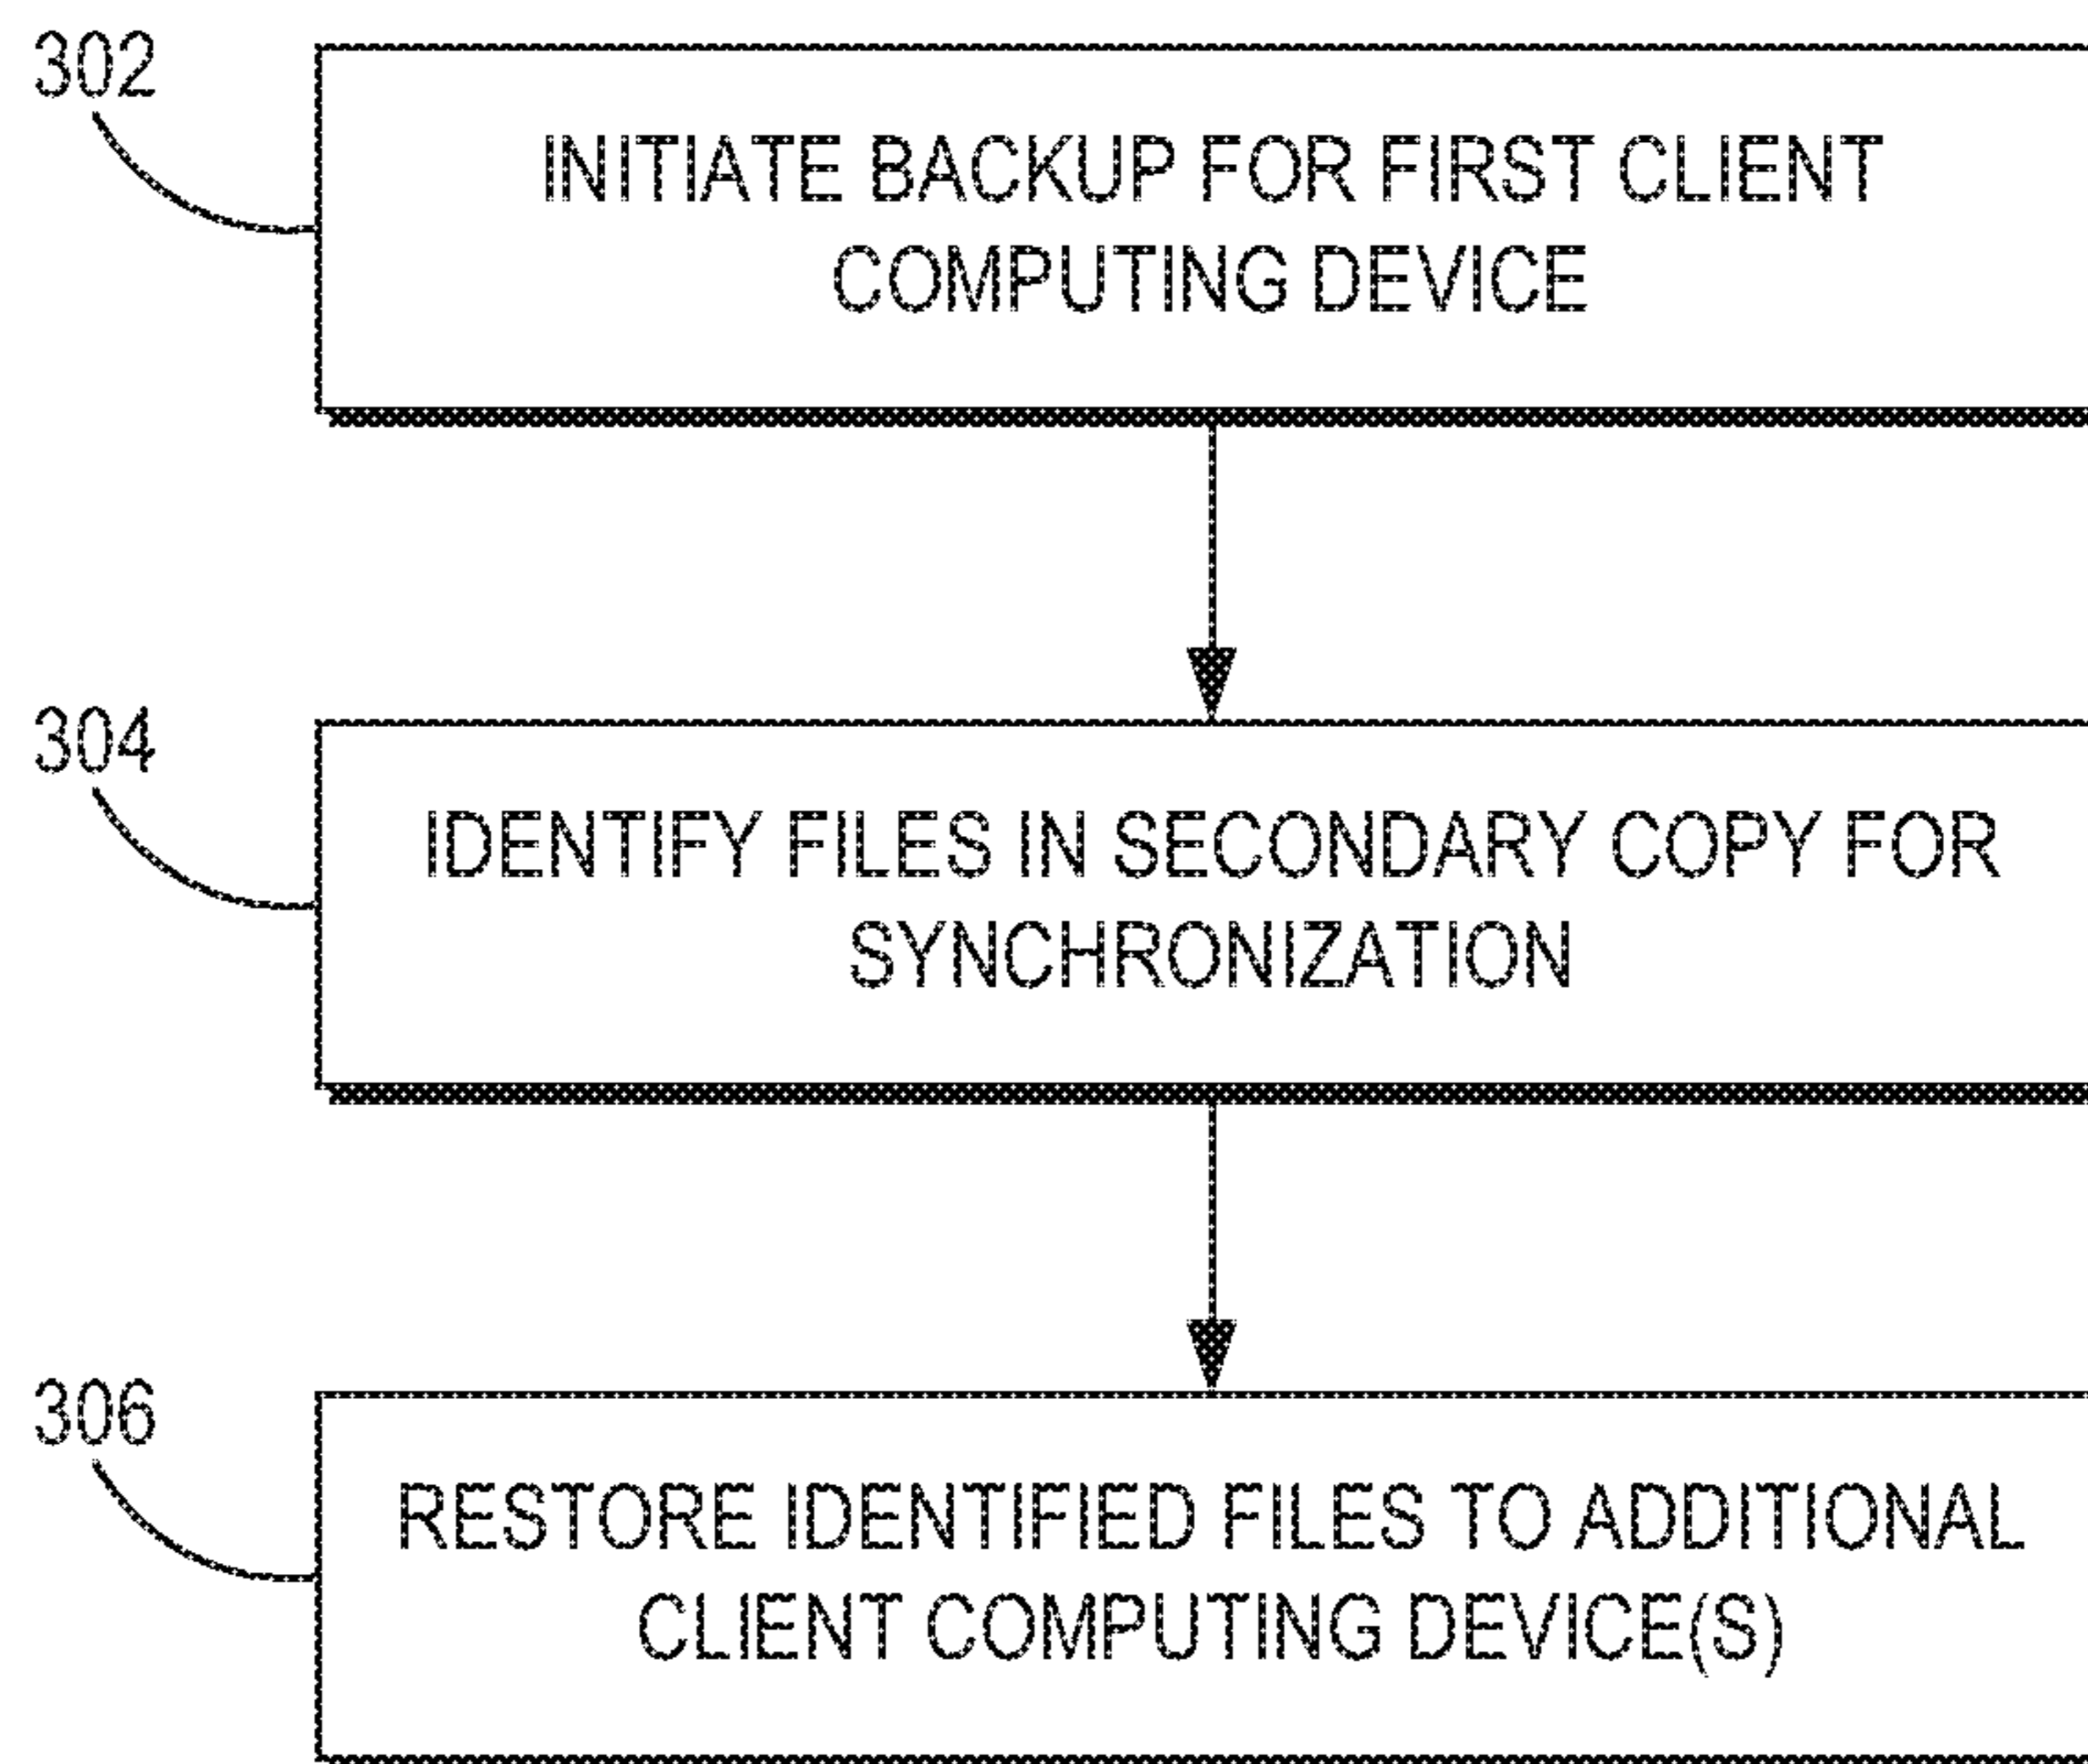 302
INITIATE BACKUP FOR FIRST CLIENT
COMPUTING DEVICE
304
IDENTIFY FILES IN SECONDARY COPY FOR
SYNCHRONIZATION
306
RESTORE IDENTIFIED FILES TO ADDITIONAL
CLIENT COMPUTING DEVICE(S)